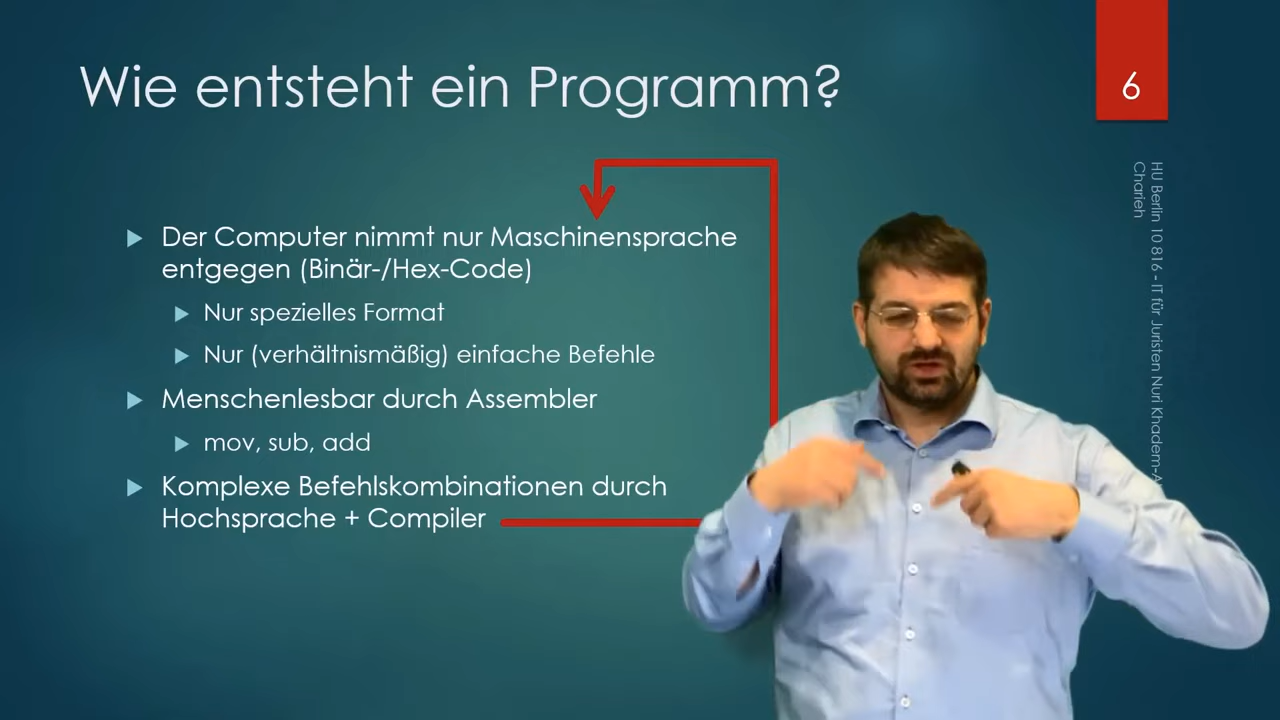 Wie entsteht ein Programm?
6
Der Computer nimmt nur Maschinensprache
entgegen (Binär-/Hex-Code)
Nur spezielles Format
Nur (verhältnismäßig) einfache Befehle
Menschenlesbar durch Assembler
mov, sub, add
Komplexe Befehlskombinationen durch
Hochsprache + Compiler
HU Berlin 10 816 - IT für Juristen Nuri Khadem-A
Charieh